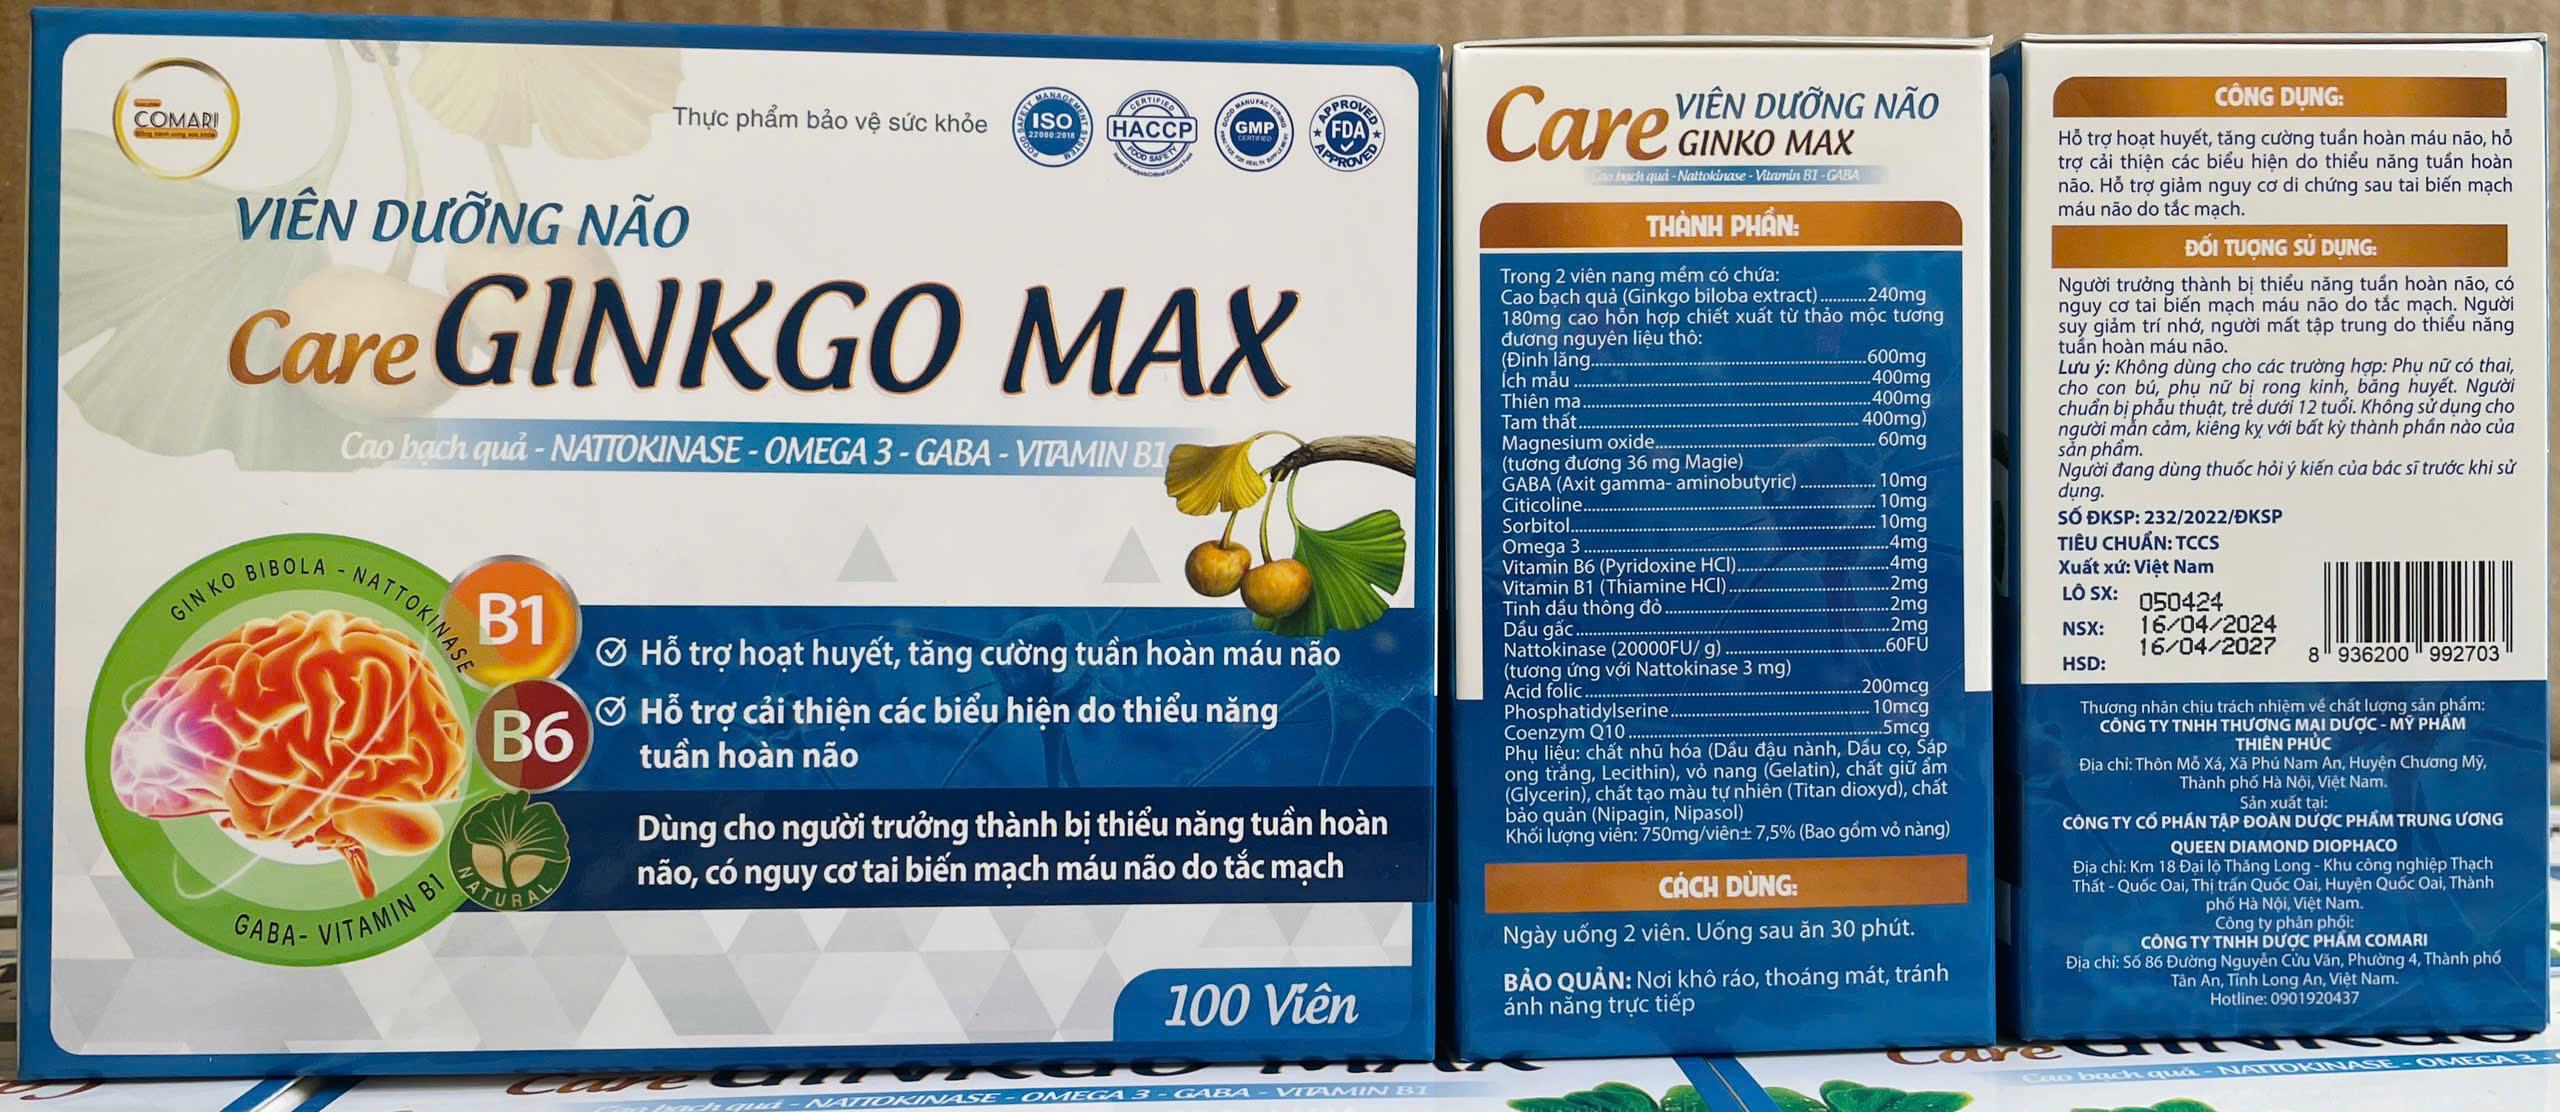 COMARI
Thực phẩm bảo vệ sức khỏe
FOOD SAFETY MANAGEMENT SYSTEM
ISO
22000:2018
CERTIFIED
HACCP
FOOD SAFETY
GOOD MANUFACTURING
GMP
CERTIFIED
APPROVED
FDA
APPROVED
VIÊN DƯỠNG NÃO
Care GINKGO MAX
Cao bạch quả - NATTOKINASE - OMEGA 3 - GABA - VITAMIN B1
GINKO BIBOLA - NATTOKINASE
GABA- VITAMIN B1
B1
B6
NATURAL
Hỗ trợ hoạt huyết, tăng cường tuần hoàn máu não
Hỗ trợ cải thiện các biểu hiện do thiểu năng
tuần hoàn não
Dùng cho người trưởng thành bị thiểu năng tuần hoàn
não, có nguy cơ tai biến mạch máu não do tắc mạch
100 Viên
Care VIÊN DƯỠNG NÃO
GINKO MAX
Cao bạch quả - Nattokinase - Vitamin B1 - GABA
THÀNH PHẦN:
Trong 2 viên nang mềm có chứa:
Cao bạch quả (Ginkgo biloba extract)...........240mg
180mg cao hỗn hợp chiết xuất từ thảo mộc tương
đương nguyên liệu thô:
(Đinh lăng..........600mg
Ích mẫu..........400mg
Thiên ma..........400mg
Tam thất..........400mg)
Magnesium oxide..........60mg
(tương đương 36 mg Magie)
GABA (Axit gamma- aminobutyric)..........10mg
Citicoline..........10mg
Sorbitol..........10mg
Omega 3..........4mg
Vitamin B6 (Pyridoxine HCl)..........4mg
Vitamin B1 (Thiamine HCl)..........2mg
Tinh dầu thông đỏ..........2mg
Dầu gấc..........2mg
Nattokinase (20000FU/ g)..........60FU
(tương ứng với Nattokinase 3 mg)
Acid folic..........200mcg
Phosphatidylserine..........10mcg
Coenzym Q10..........5mcg
Phụ liệu: chất nhũ hóa (Dầu đậu nành, Dầu cọ, Sáp
ong trắng, Lecithin), vỏ nang (Gelatin), chất giữ ẩm
(Glycerin), chất tạo màu tự nhiên (Titan dioxyd), chất
bảo quản (Nipagin, Nipasol)
Khối lượng viên: 750mg/viên± 7,5% (Bao gồm vỏ nàng)
CÁCH DÙNG:
Ngày uống 2 viên. Uống sau ăn 30 phút.
BẢO QUẢN: Nơi khô ráo, thoáng mát, tránh
ánh năng trực tiếp
CÔNG DỤNG:
Hỗ trợ hoạt huyết, tăng cường tuần hoàn máu não, hỗ
trợ cải thiện các biểu hiện do thiểu năng tuần hoàn
não. Hỗ trợ giảm nguy cơ di chứng sau tai biến mạch
máu não do tắc mạch.
ĐỐI TƯỢNG SỬ DỤNG:
Người trưởng thành bị thiểu năng tuần hoàn não, có
nguy cơ tai biến mạch máu não do tắc mạch. Người
suy giảm trí nhớ, người mất tập trung do thiểu năng
tuần hoàn máu não.
Lưu ý: Không dùng cho các trường hợp: Phụ nữ có thai,
cho con bú, phụ nữ bị rong kinh, băng huyết. Người
chuẩn bị phẫu thuật, trẻ dưới 12 tuổi. Không sử dụng cho
người mẫn cảm, kiêng kỵ với bất kỳ thành phần nào của
sản phẩm.
Người đang dùng thuốc hỏi ý kiến của bác sĩ trước khi sử
dụng.
SỐ ĐKSP: 232/2022/ĐKSP
TIÊU CHUẨN: TCCS
Xuất xứ: Việt Nam
LÔ SX: 050424
NSX: 16/04/2024
HSD: 16/04/2027
8 936200 992703
Thương nhân chịu trách nhiệm về chất lượng sản phẩm:
CÔNG TY TNHH THƯƠNG MẠI DƯỢC - MỸ PHẨM
THIÊN PHÚC
Địa chỉ: Thôn Mỗ Xá, Xã Phú Nam An, Huyện Chương Mỹ,
Thành phố Hà Nội, Việt Nam.
Sản xuất tại:
CÔNG TY CỔ PHẦN TẬP ĐOÀN DƯỢC PHẨM TRUNG ƯƠNG
QUEEN DIAMOND DIOPHACO
Địa chỉ: Km 18 Đại lộ Thăng Long - Khu công nghiệp Thạch
Thất - Quốc Oai, Thị trấn Quốc Oai, Huyện Quốc Oai, Thành
phố Hà Nội, Việt Nam.
Công ty phân phối:
CÔNG TY TNHH DƯỢC PHẨM COMARI
Địa chỉ: Số 86 Đường Nguyễn Cửu Vân, Phường 4, Thành phố
Tân An, Tỉnh Long An, Việt Nam.
Hotline: 0901920437
Care GINKGO MAX
Cao bạch quả - NATTOKINASE - OMEGA 3 - GABA - VITAMIN B1
Care GINKGO
Cao bạch quả - NATTOKINASE - OMEGA 3 -